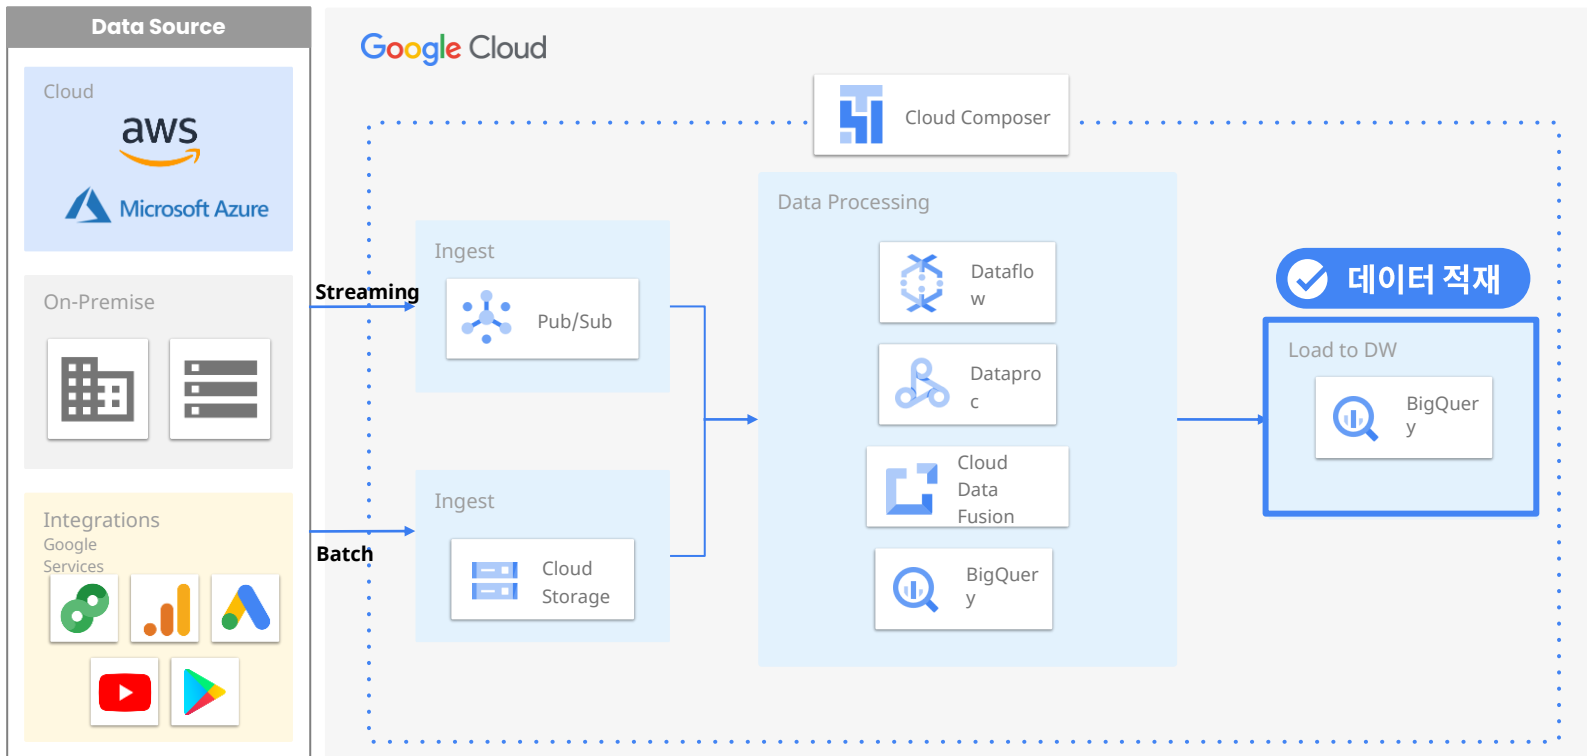 Data Source
Cloud
aws
Microsoft Azure
On-Premise
Integrations
Google
Services
Streaming
Batch
Google Cloud
Cloud Composer
Ingest
Pub/Sub
Ingest
Cloud
Storage
Data Processing
Dataflo
w
Datapro
c
Cloud
Data
Fusion
BigQuer
y
데이터 적재
Load to DW
BigQuer
y